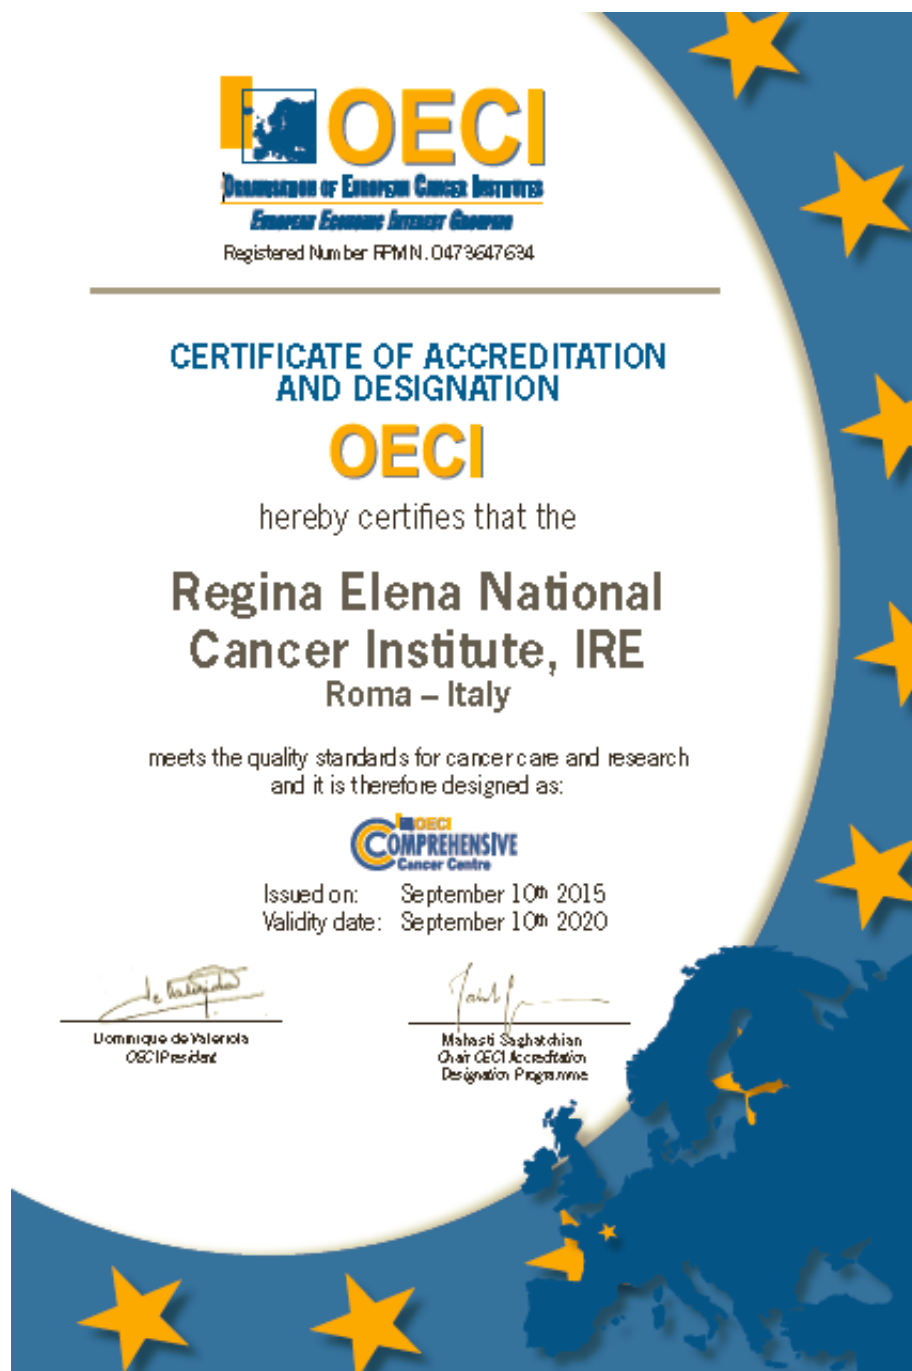 OECI
ORGANISATION OF EUROPEAN CANCER INSTITUTES
EUROPEAN ECONOMIC INTEREST GROUPING
Registered Number RPM N. 0473647634
CERTIFICATE OF ACCREDITATION
AND DESIGNATION
OECI
hereby certifies that the
Regina Elena National
Cancer Institute, IRE
Roma – Italy
meets the quality standards for cancer care and research
and it is therefore designed as:
OECI
COMPREHENSIVE
Cancer Centre
Issued on: September 10th 2015
Validity date: September 10th 2020
Dominique de Valeriola
OECI President
Mahasti Saghatchian
Chair OECI Accreditation
Designation Programme